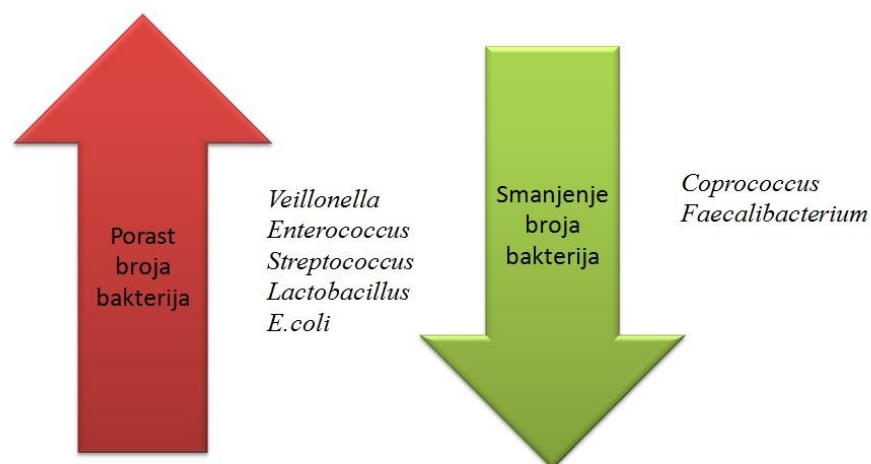 Porast
broja
bakterija
Veillonella
Enterococcus
Streptococcus
Lactobacillus
E.coli
Smanjenje
broja
bakterija
Coprococcus
Faecalibacterium